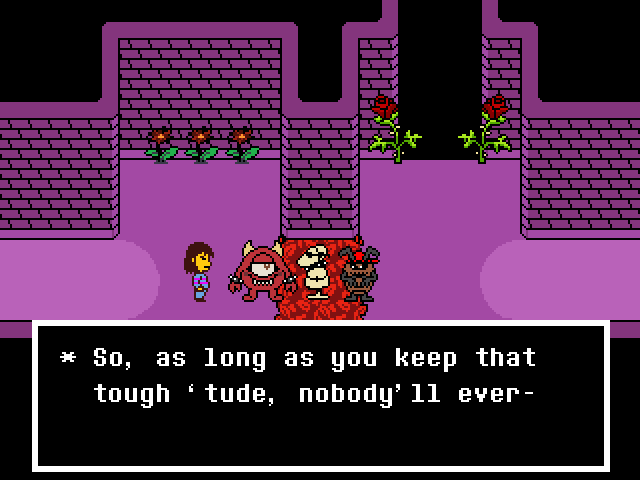 * So, as long as you keep that
tough ‘tude, nobody’ll ever-